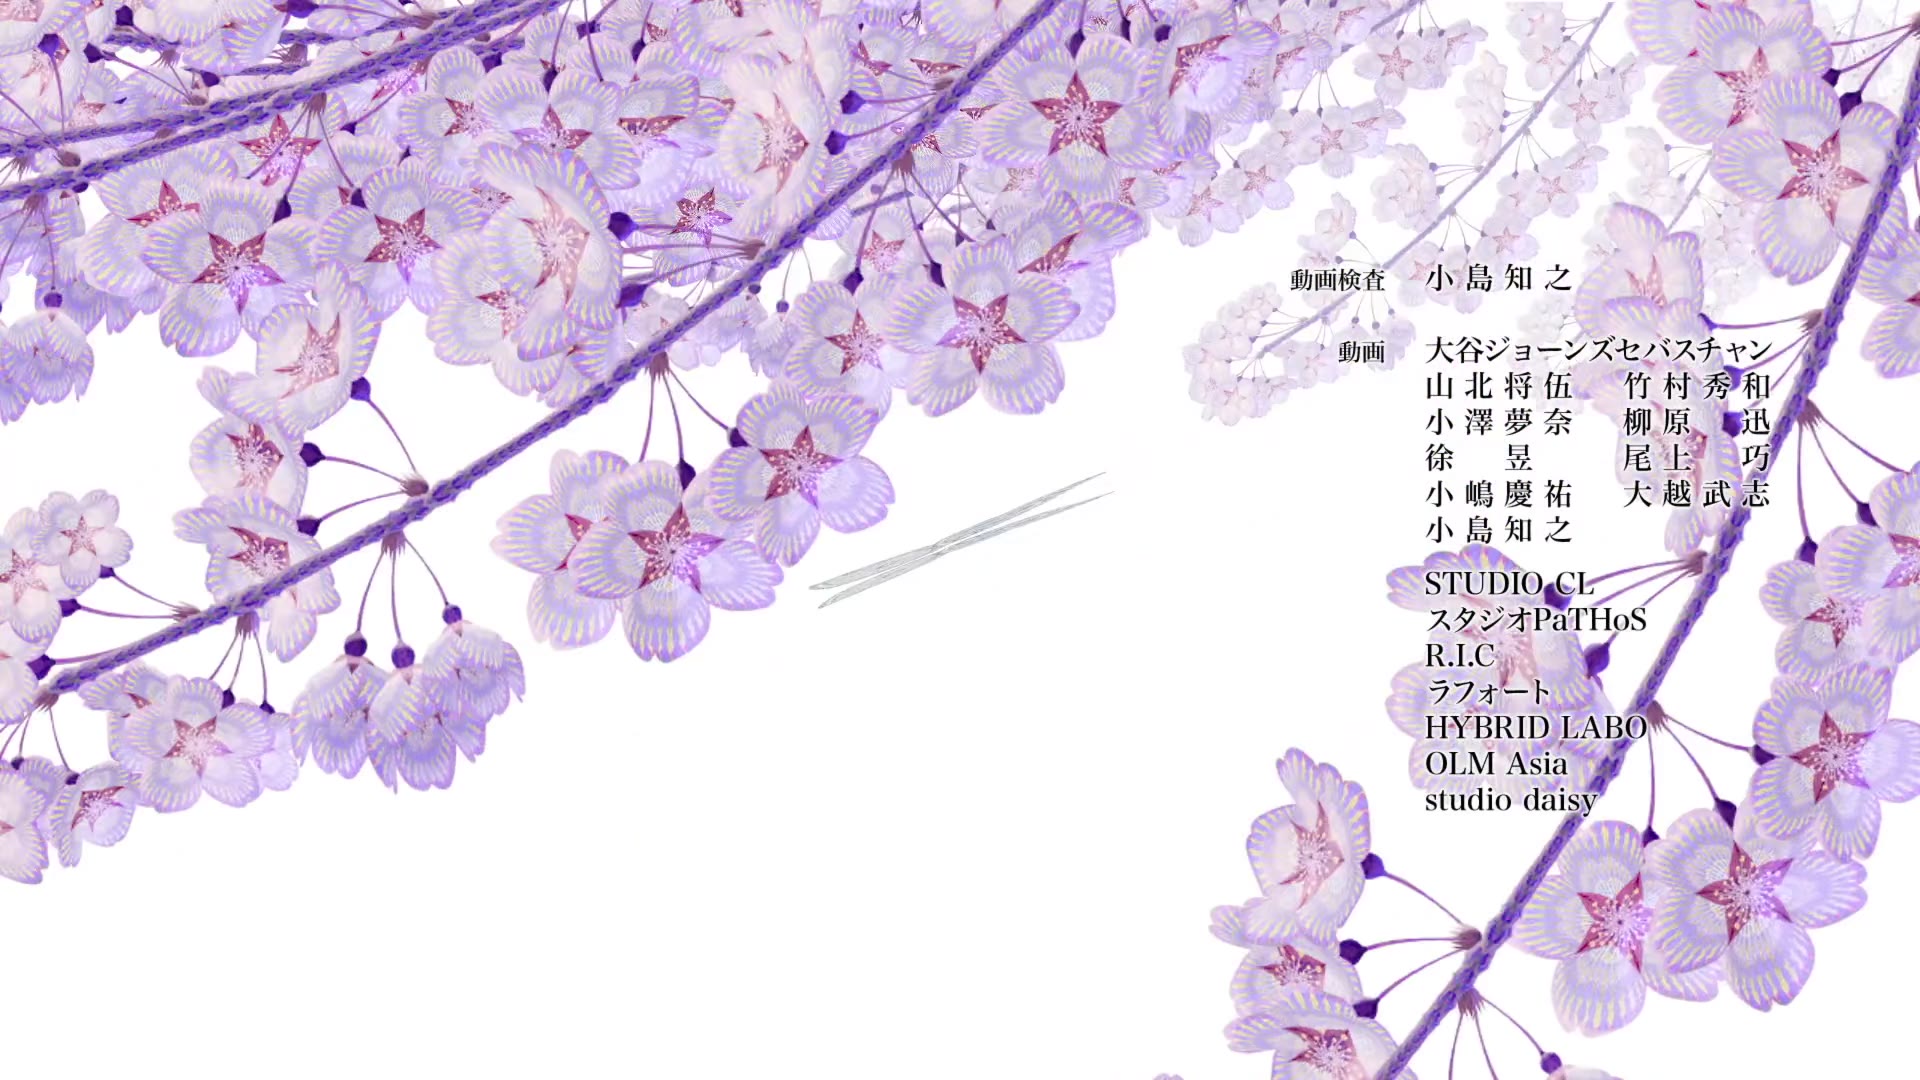 動画検査 小島知之
動画 大谷ジョーンズセバスチャン
山北将伍 竹村秀和
小澤夢奈 柳原 迅
徐 昱 尾上 巧
小嶋慶祐 大越武志
小島知之
STUDIO CL
スタジオPaTHoS
R.I.C
ラフォート
HYBRID LABO
OLM Asia
studio daisy